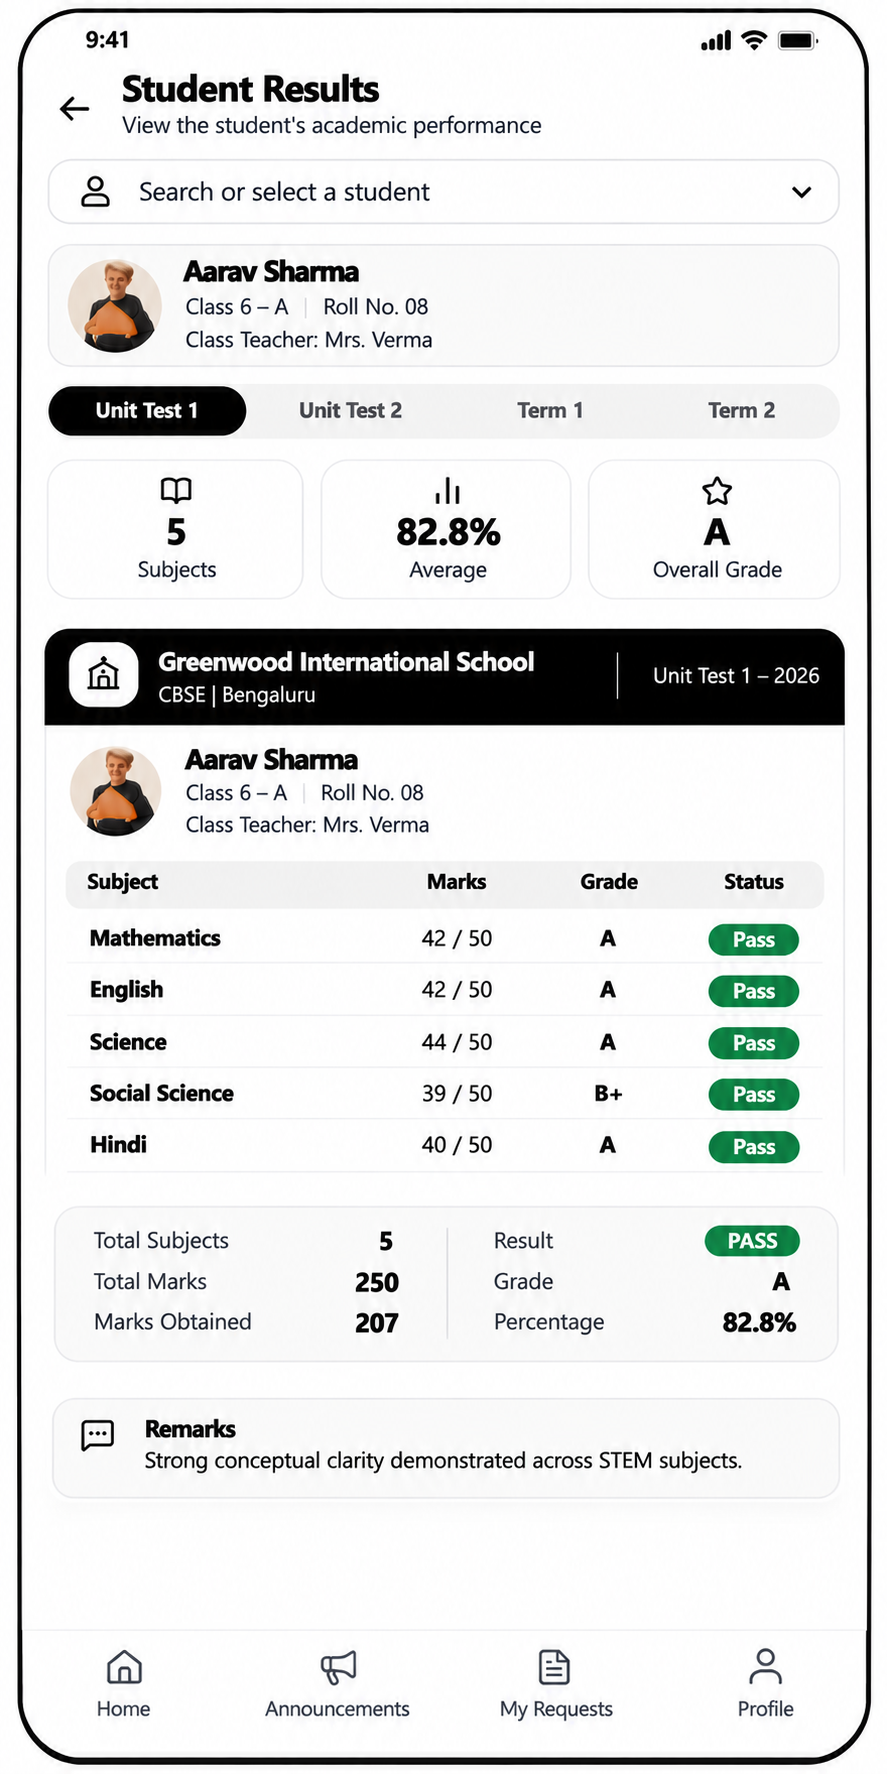 9:41
Student Results
View the student's academic performance
Search or select a student
Aarav Sharma
Class 6 – A | Roll No. 08
Class Teacher: Mrs. Verma
Unit Test 1 Unit Test 2 Term 1 Term 2
5 82.8% A
Subjects Average Overall Grade
Greenwood International School
CBSE | Bengaluru
Unit Test 1 – 2026
Aarav Sharma
Class 6 – A | Roll No. 08
Class Teacher: Mrs. Verma
Subject Marks Grade Status
Mathematics 42 / 50 A Pass
English 42 / 50 A Pass
Science 44 / 50 A Pass
Social Science 39 / 50 B+ Pass
Hindi 40 / 50 A Pass
Total Subjects 5 Result PASS
Total Marks 250 Grade A
Marks Obtained 207 Percentage 82.8%
Remarks
Strong conceptual clarity demonstrated across STEM subjects.
Home Announcements My Requests Profile